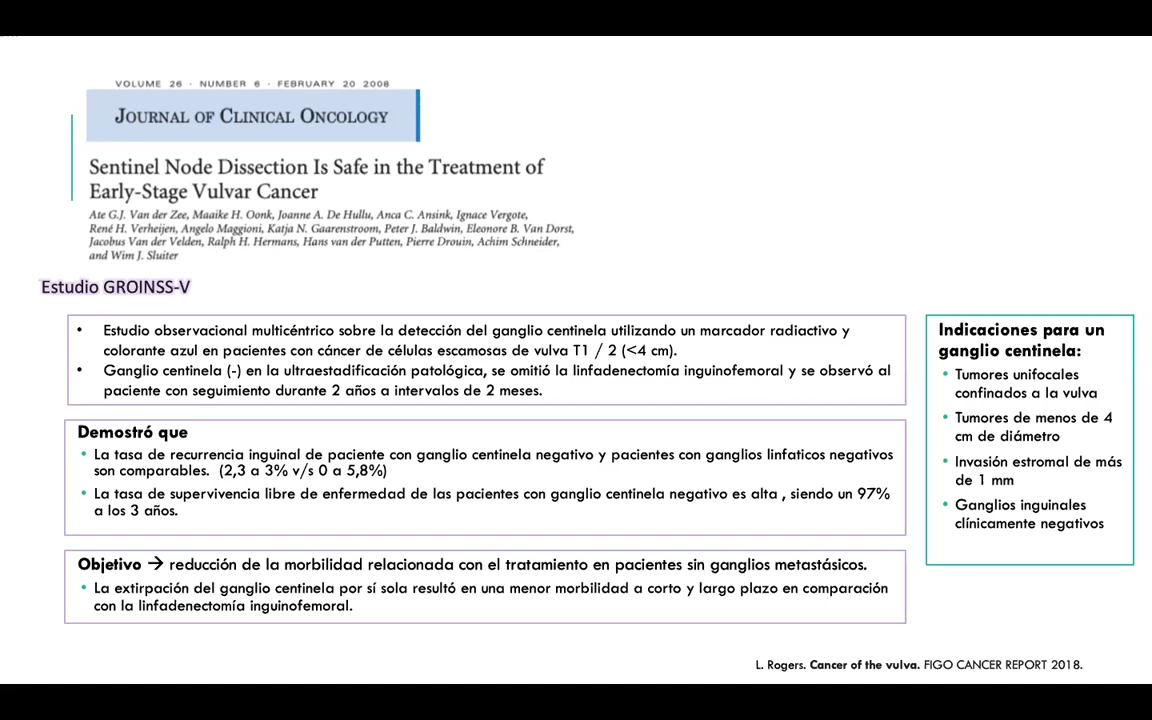 VOLUME 26 · NUMBER 6 · FEBRUARY 20 2008
JOURNAL OF CLINICAL ONCOLOGY
Sentinel Node Dissection Is Safe in the Treatment of
Early-Stage Vulvar Cancer
Ate G.J. Van der Zee, Maaike H. Oonk, Joanne A. De Hullu, Anca C. Ansink, Ignace Vergote,
René H. Verheijen, Angelo Maggioni, Katja N. Gaarenstroom, Peter J. Baldwin, Eleonore B. Van Dorst,
Jacobus Van der Velden, Ralph H. Hermans, Hans van der Putten, Pierre Drouin, Achim Schneider,
and Wim J. Sluiter
Estudio GROINSS-V
• Estudio observacional multicéntrico sobre la detección del ganglio centinela utilizando un marcador radiactivo y
colorante azul en pacientes con cáncer de células escamosas de vulva T1 / 2 (<4 cm).
• Ganglio centinela (-) en la ultraestadificación patológica, se omitió la linfadenectomía inguinofemoral y se observó al
paciente con seguimiento durante 2 años a intervalos de 2 meses.
Demostró que
• La tasa de recurrencia inguinal de paciente con ganglio centinela negativo y pacientes con ganglios linfaticos negativos
son comparables. (2,3 a 3% v/s 0 a 5,8%)
• La tasa de supervivencia libre de enfermedad de las pacientes con ganglio centinela negativo es alta , siendo un 97%
a los 3 años.
Objetivo → reducción de la morbilidad relacionada con el tratamiento en pacientes sin ganglios metastásicos.
• La extirpación del ganglio centinela por sí sola resultó en una menor morbilidad a corto y largo plazo en comparación
con la linfadenectomía inguinofemoral.
Indicaciones para un
ganglio centinela:
• Tumores unifocales
confinados a la vulva
• Tumores de menos de 4
cm de diámetro
• Invasión estromal de más
de 1 mm
• Ganglios inguinales
clínicamente negativos
L. Rogers. Cancer of the vulva. FIGO CANCER REPORT 2018.